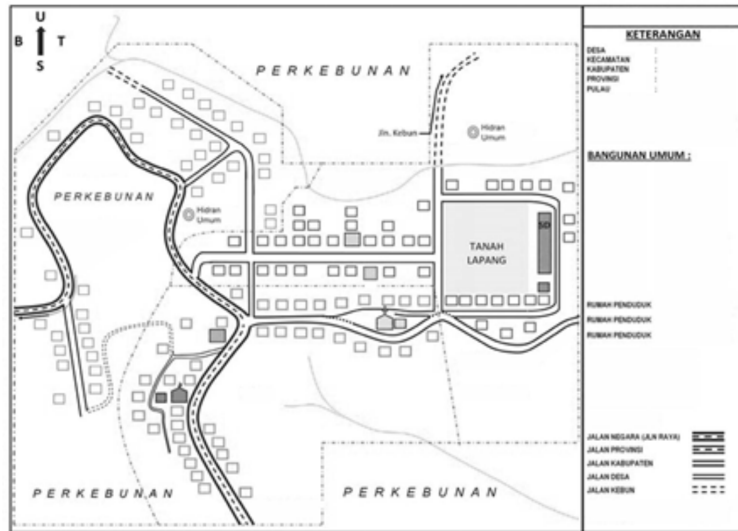 U
B T
S
PERKEBUNAN
Jln. Kebun
Hidran
Umum
PERKEBUNAN
Hidran
Umum
TANAH
LAPANG
SD
PERKEBUNAN
PERKEBUNAN
KETERANGAN
DESA :
KECAMATAN :
KABUPATEN :
PROVINSI :
PULAU :
BANGUNAN UMUM :
RUMAH PENDUDUK
RUMAH PENDUDUK
RUMAH PENDUDUK
JALAN NEGARA (JLN RAYA)
JALAN PROVINSI
JALAN KABUPATEN
JALAN DESA
JALAN KEBUN